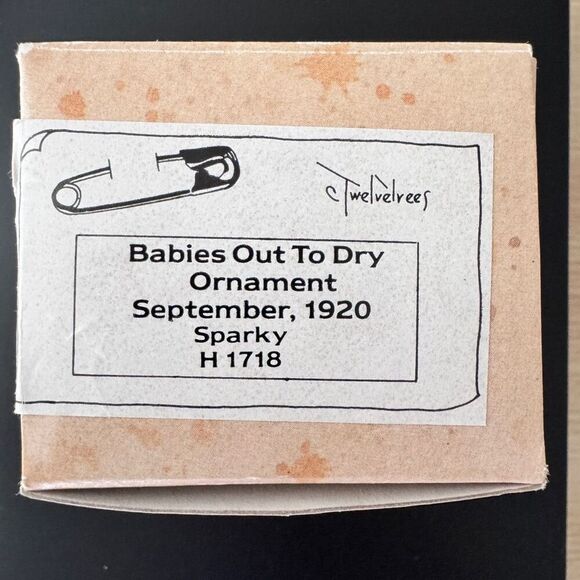 Twelvetrees
Babies Out To Dry
Ornament
September, 1920
Sparky
H 1718